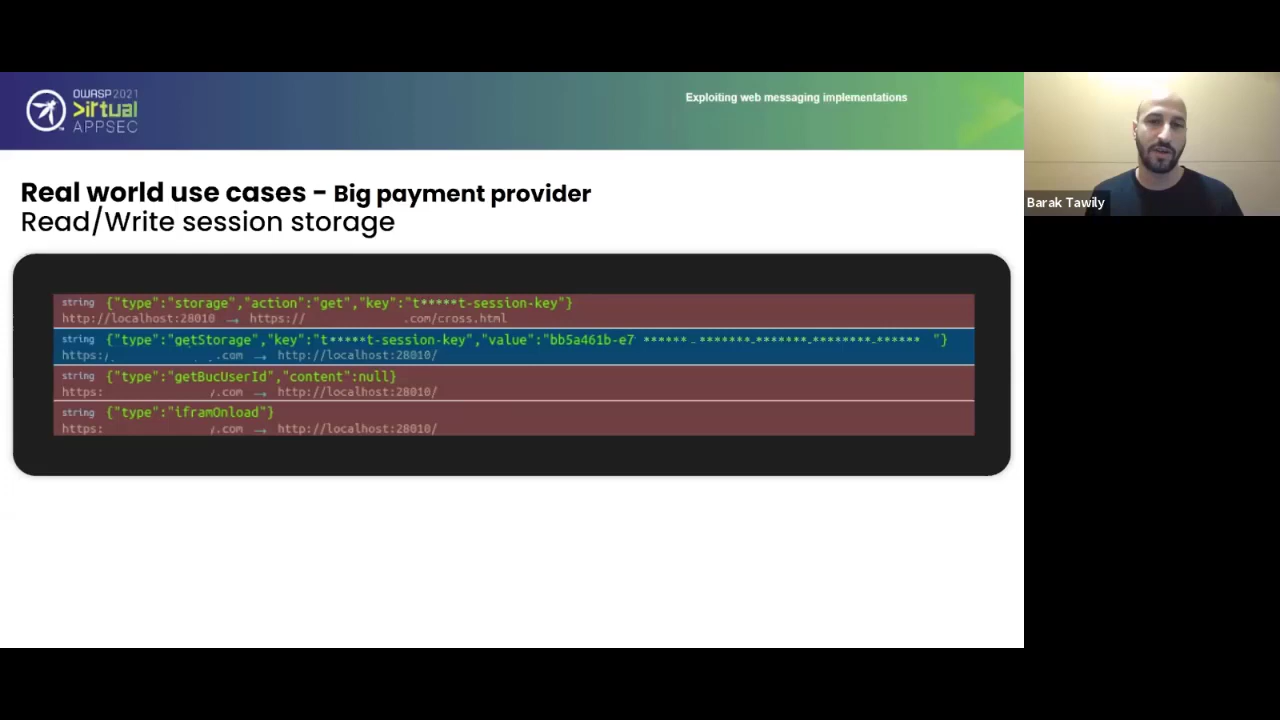 OWASP 2021
>irtual
APPSEC
Exploiting web messaging implementations
Barak Tawily
Real world use cases - Big payment provider
Read/Write session storage
string {"type":"storage","action":"get","key":"t*****t-session-key"}
http://localhost:28010 → https:// .com/cross.html
string {"type":"getStorage","key":"t*****t-session-key","value":"bb5a461b-e7 ****** - *******-*******-********-****** "}
https:/ .com → http://localhost:28010/
string {"type":"getBucUserId","content":null}
https: .com → http://localhost:28010/
string {"type":"iframOnload"}
https: .com → http://localhost:28010/